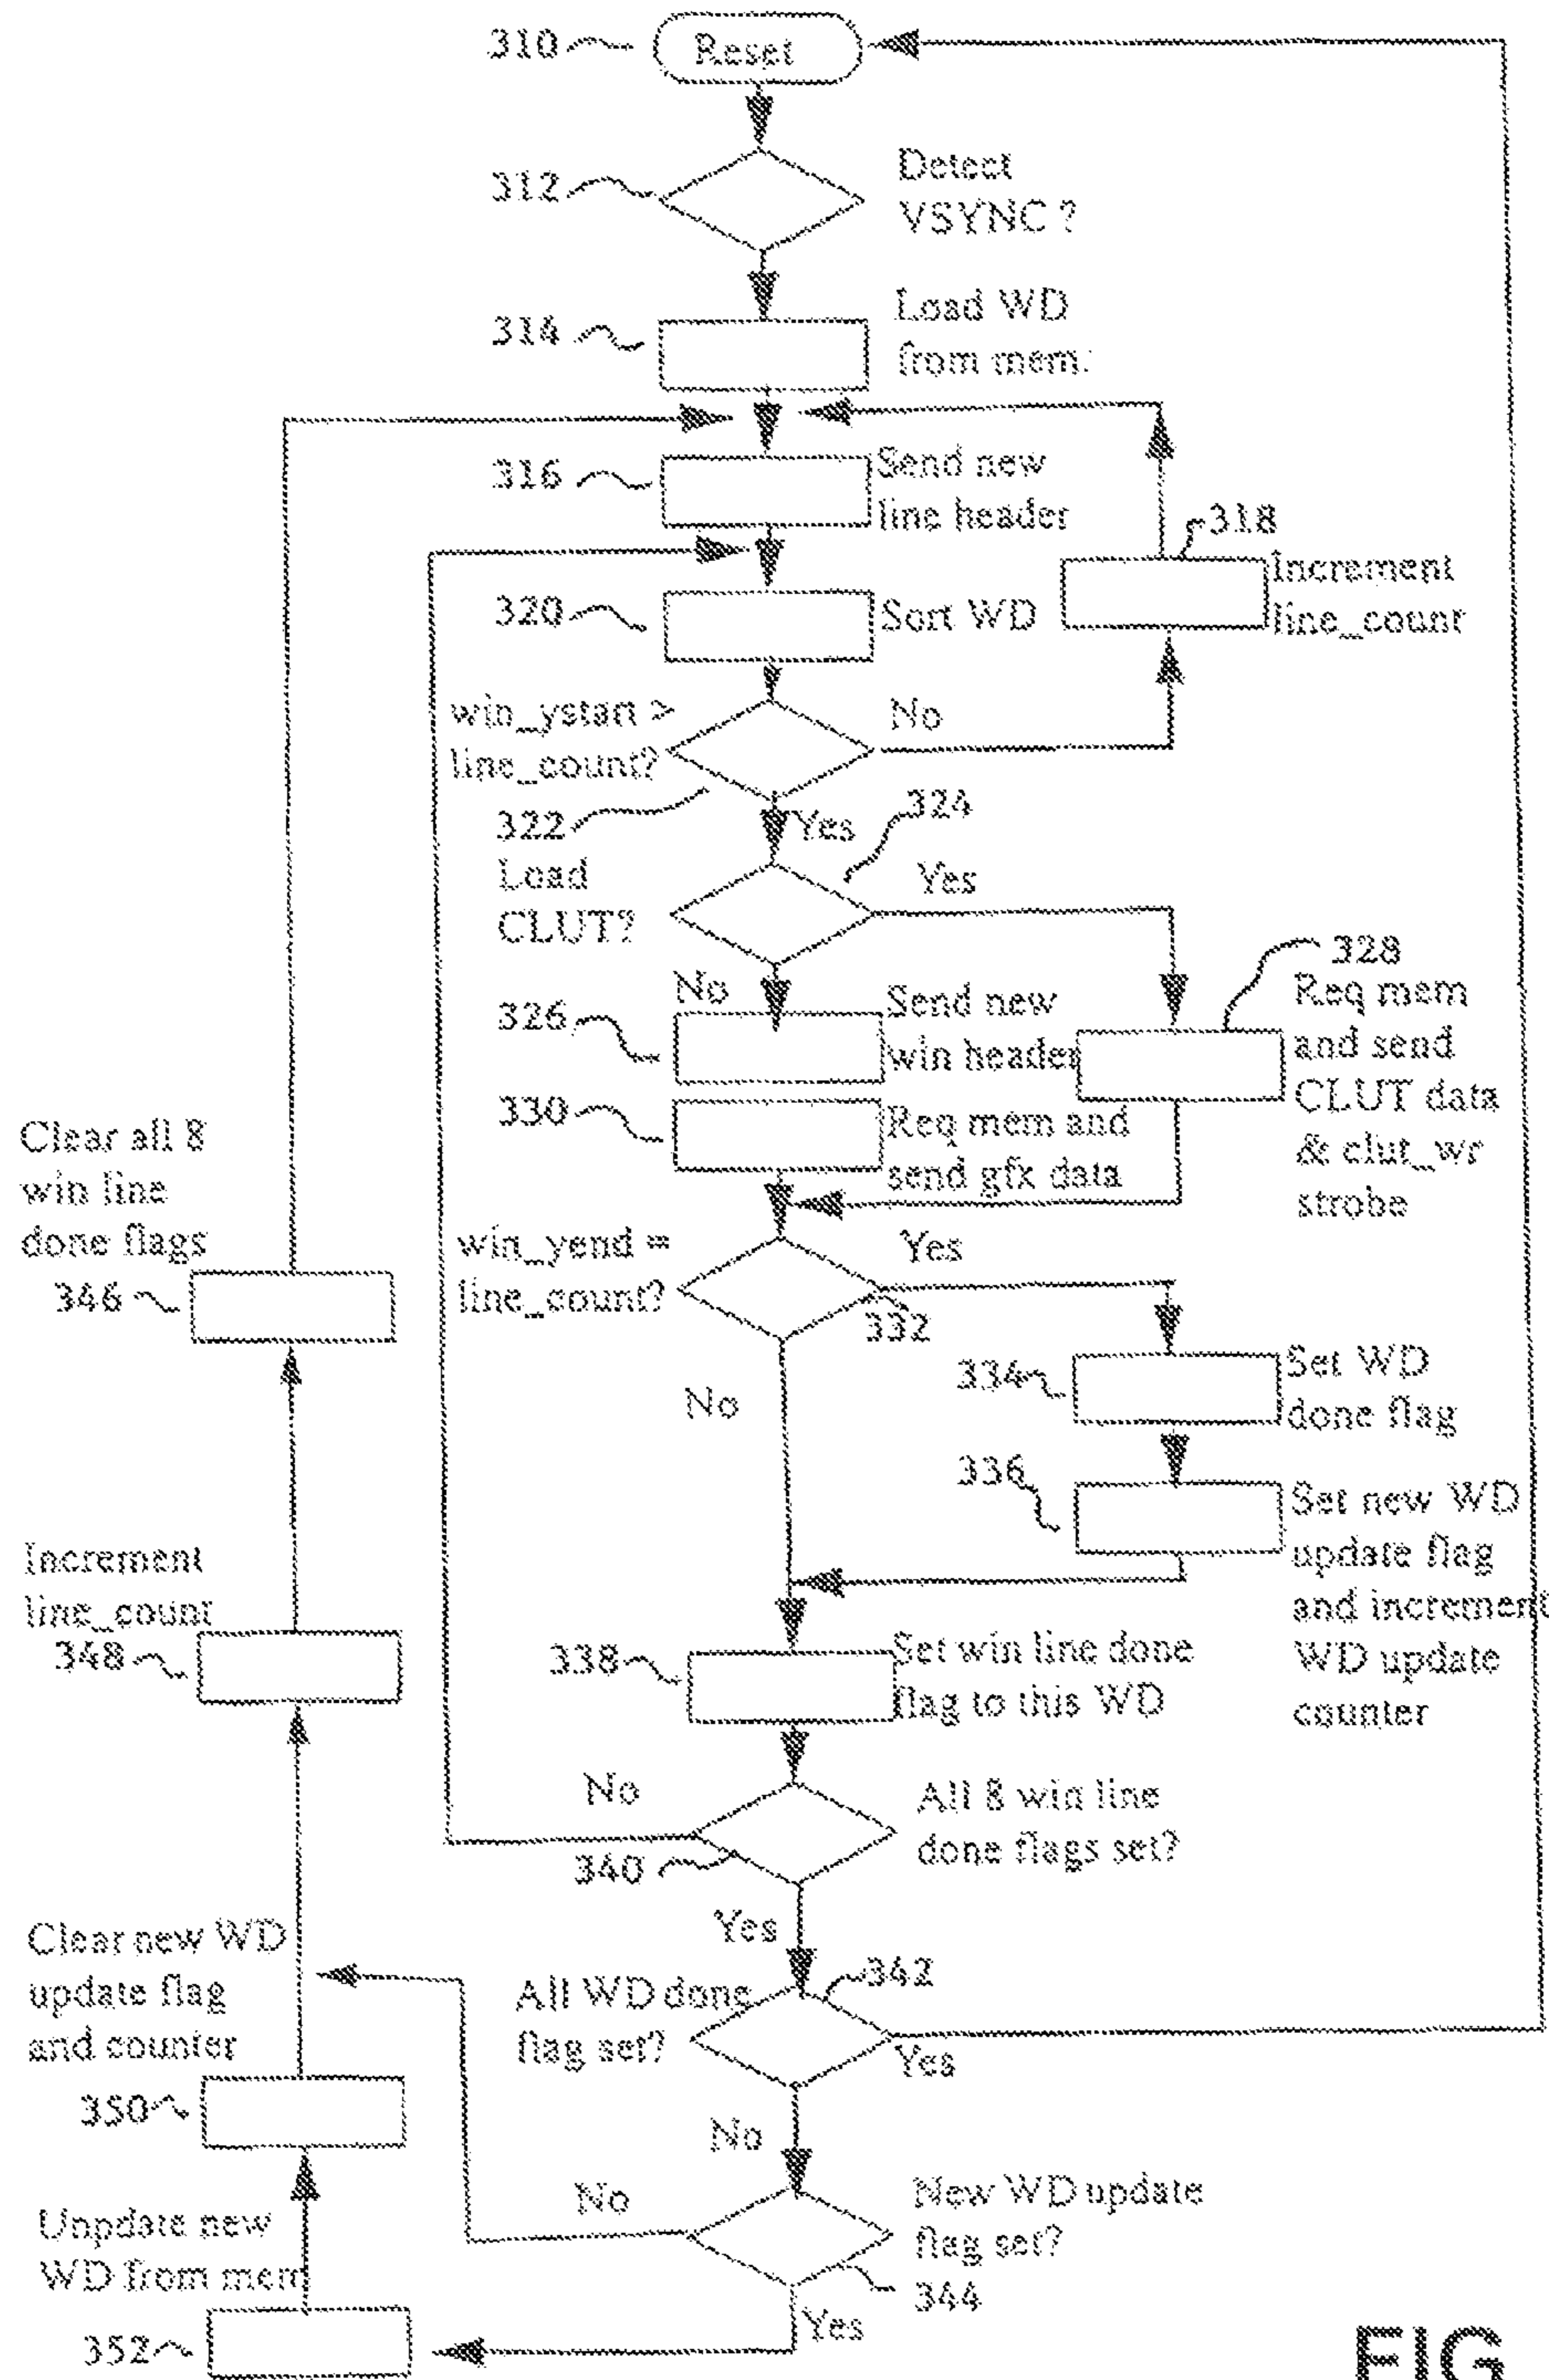 310
Reset
312
Detect
VSYNC ?
314
Load WD
from mem.
316
Send new
line header
318
Increment
line_count
320
Sort WD
win_ystart >
line_count?
No
322
Yes
324
Load
CLUT?
Yes
No
326
Send new
win header
328
Req mem
and send
CLUT data
& clut_wr
strobe
330
Req mem and
send gfx data
Clear all 8
win line
done flags
346
win_yend =
line_count?
Yes
332
No
334
Set WD
done flag
336
Set new WD
update flag
and increment
WD update
counter
Increment
line_count
348
338
Set win line done
flag to this WD
No
340
All 8 win line
done flags set?
Yes
Clear new WD
update flag
and counter
350
All WD done
flag set?
342
Yes
No
No
New WD update
flag set?
344
Yes
Unpdate new
WD from mem
352
FIG